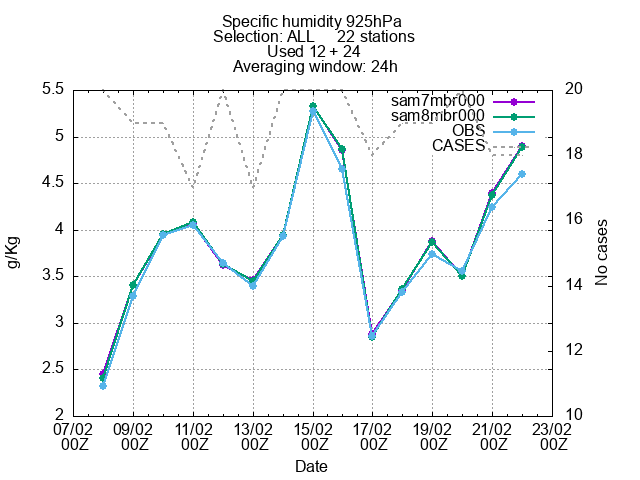 Specific humidity 925hPa
Selection: ALL 22 stations
Used 12 + 24
Averaging window: 24h
sam7mbr000
sam8mbr000
OBS
CASES
5.5
5
4.5
4
3.5
3
2.5
2
20
18
16
14
12
10
g/Kg
No cases
07/02 09/02 11/02 13/02 15/02 17/02 19/02 21/02 23/02
00Z 00Z 00Z 00Z 00Z 00Z 00Z 00Z 00Z
Date